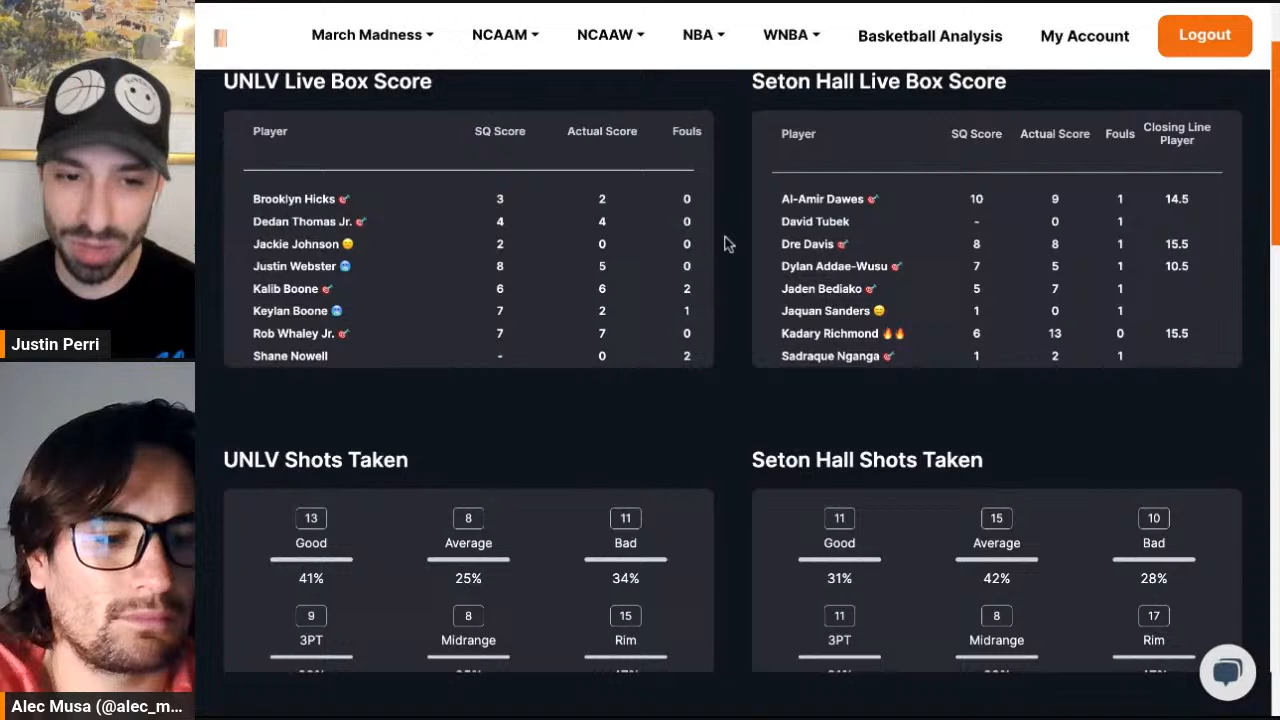 March Madness NCAAM NCAAW NBA WNBA Basketball Analysis My Account Logout
UNLV Live Box Score
Player SQ Score Actual Score Fouls
Brooklyn Hicks 3 2 0
Dedan Thomas Jr. 4 4 0
Jackie Johnson 2 0 0
Justin Webster 8 5 0
Kalib Boone 6 6 2
Keylan Boone 7 2 1
Rob Whaley Jr. 7 7 0
Shane Nowell - 0 2
Seton Hall Live Box Score
Player SQ Score Actual Score Fouls Closing Line
Player
Al-Amir Dawes 10 9 1 14.5
David Tubek - 0 1
Dre Davis 8 8 1 15.5
Dylan Addae-Wusu 7 5 1 10.5
Jaden Bediako 5 7 1
Jaquan Sanders 1 0 1
Kadary Richmond 6 13 0 15.5
Sadraque Nganga 1 2 1
UNLV Shots Taken
13 8 11
Good Average Bad
41% 25% 34%
9 8 15
3PT Midrange Rim
Seton Hall Shots Taken
11 15 10
Good Average Bad
31% 42% 28%
11 8 17
3PT Midrange Rim
Justin Perri
Alec Musa (@alec_m...